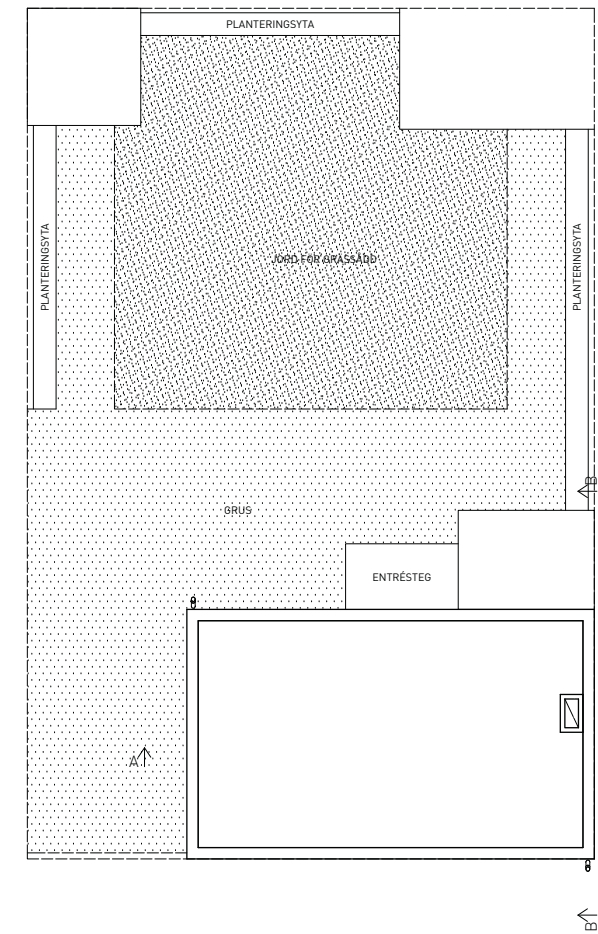 PLANTERINGSYTA
PLANTERINGSYTA
PLANTERINGSYTA
JORD FÖR GRÄSSÅDD
B
GRUS
ENTRÉSTEG
A
B